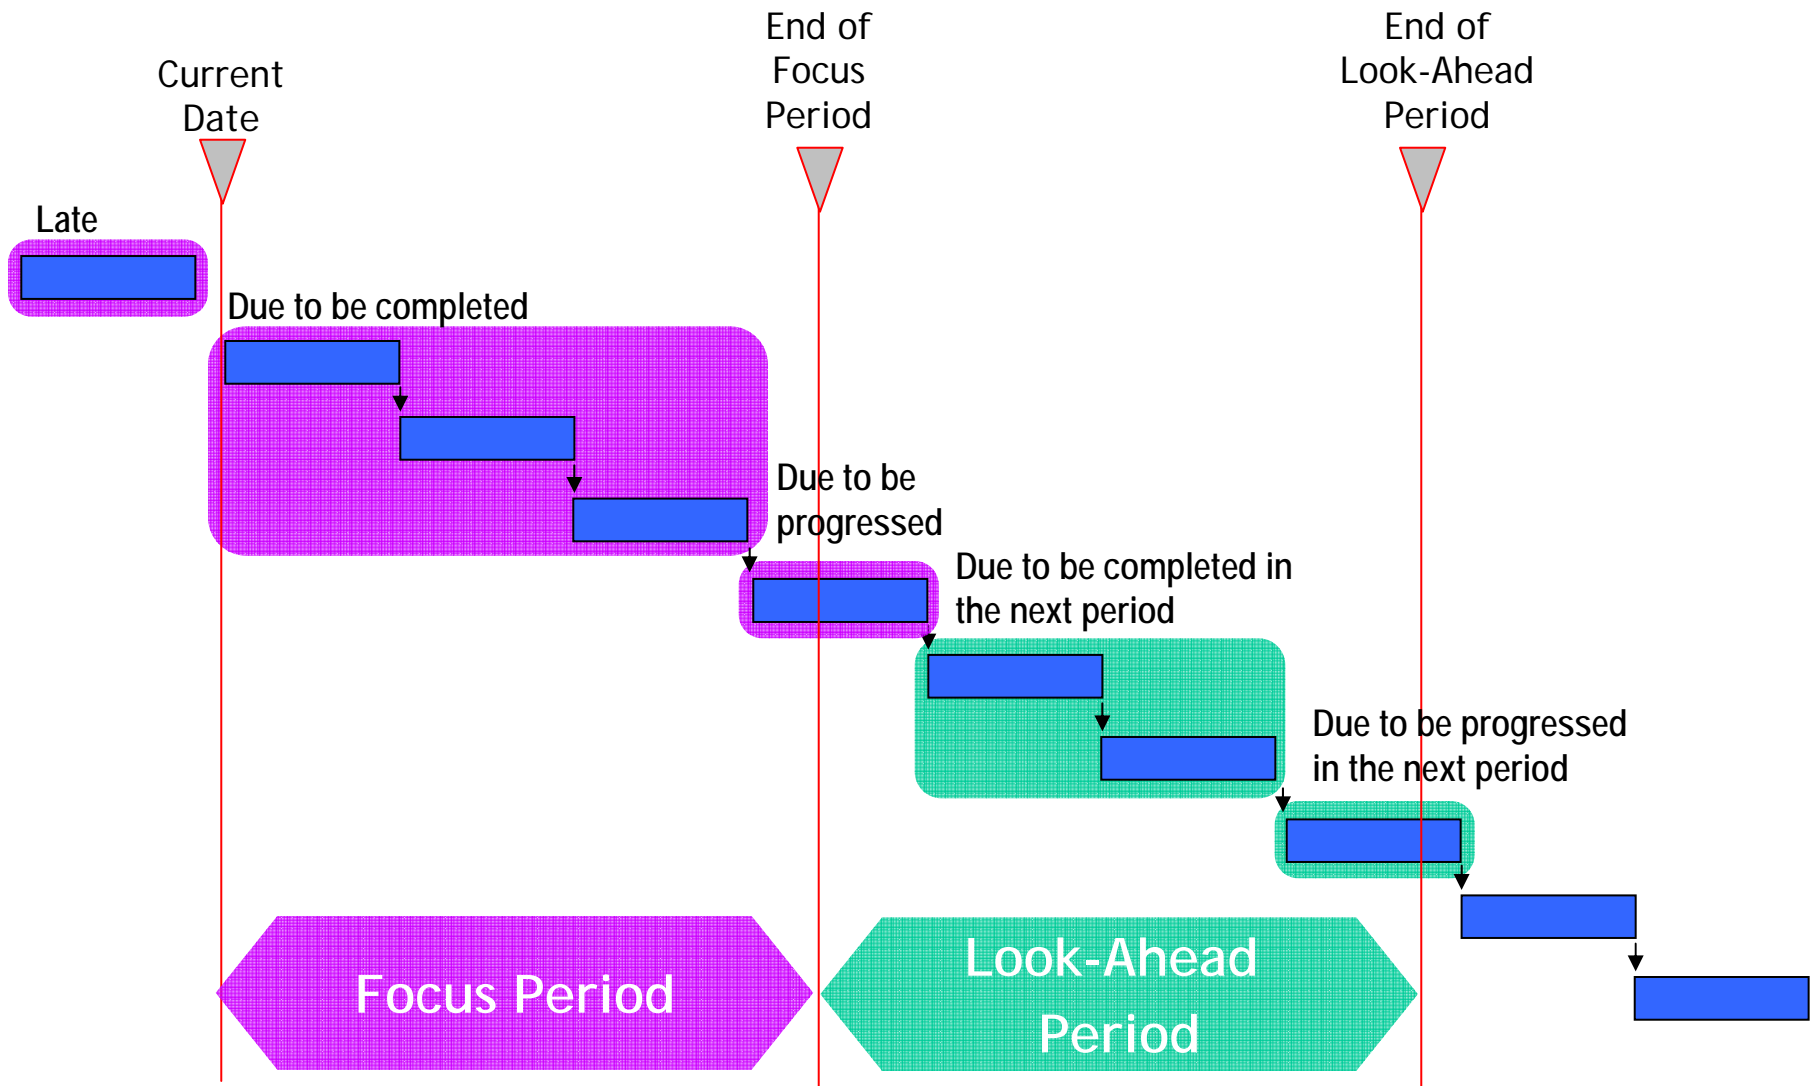 Current
Date
End of
Focus
Period
End of
Look-Ahead
Period
Late
Due to be completed
Due to be
progressed
Due to be completed in
the next period
Due to be progressed
in the next period
Focus Period
Look-Ahead
Period